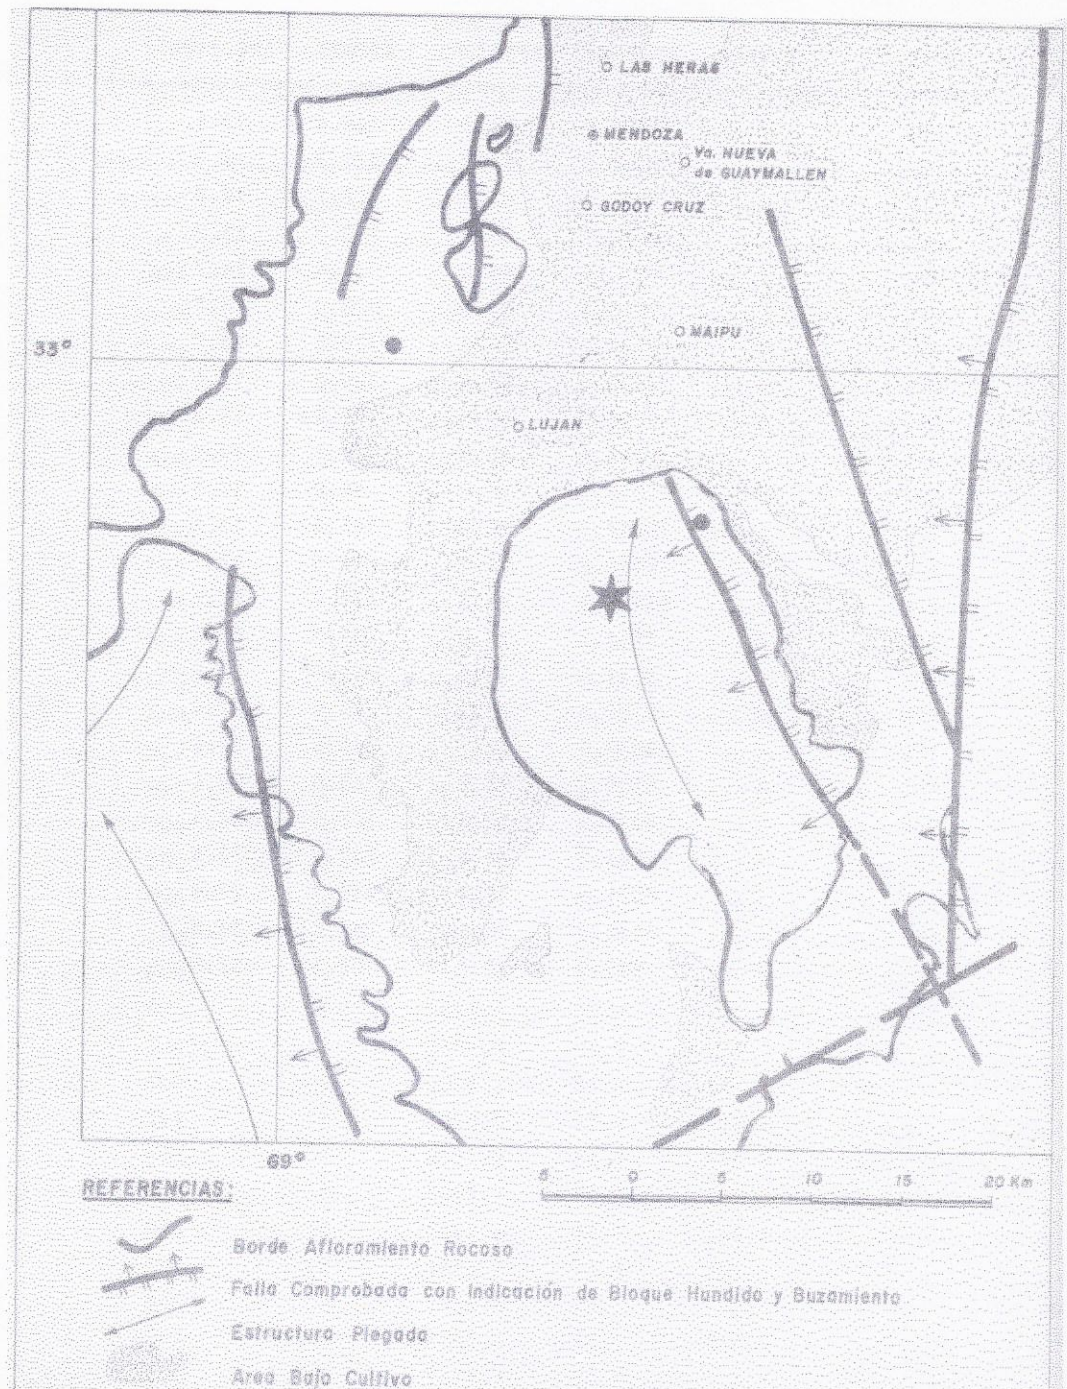 LAS HERAS
MENDOZA
Va. NUEVA
de GUAYMALLEN
GODOY CRUZ
MAIPU
33°
LUJAN
69°
REFERENCIAS:
5 0 5 10 15 20 Km
Borde Afloramiento Rocoso
Falla Comprobada con Indicación de Bloque Hundido y Buzamiento
Estructura Plegada
Area Bajo Cultivo